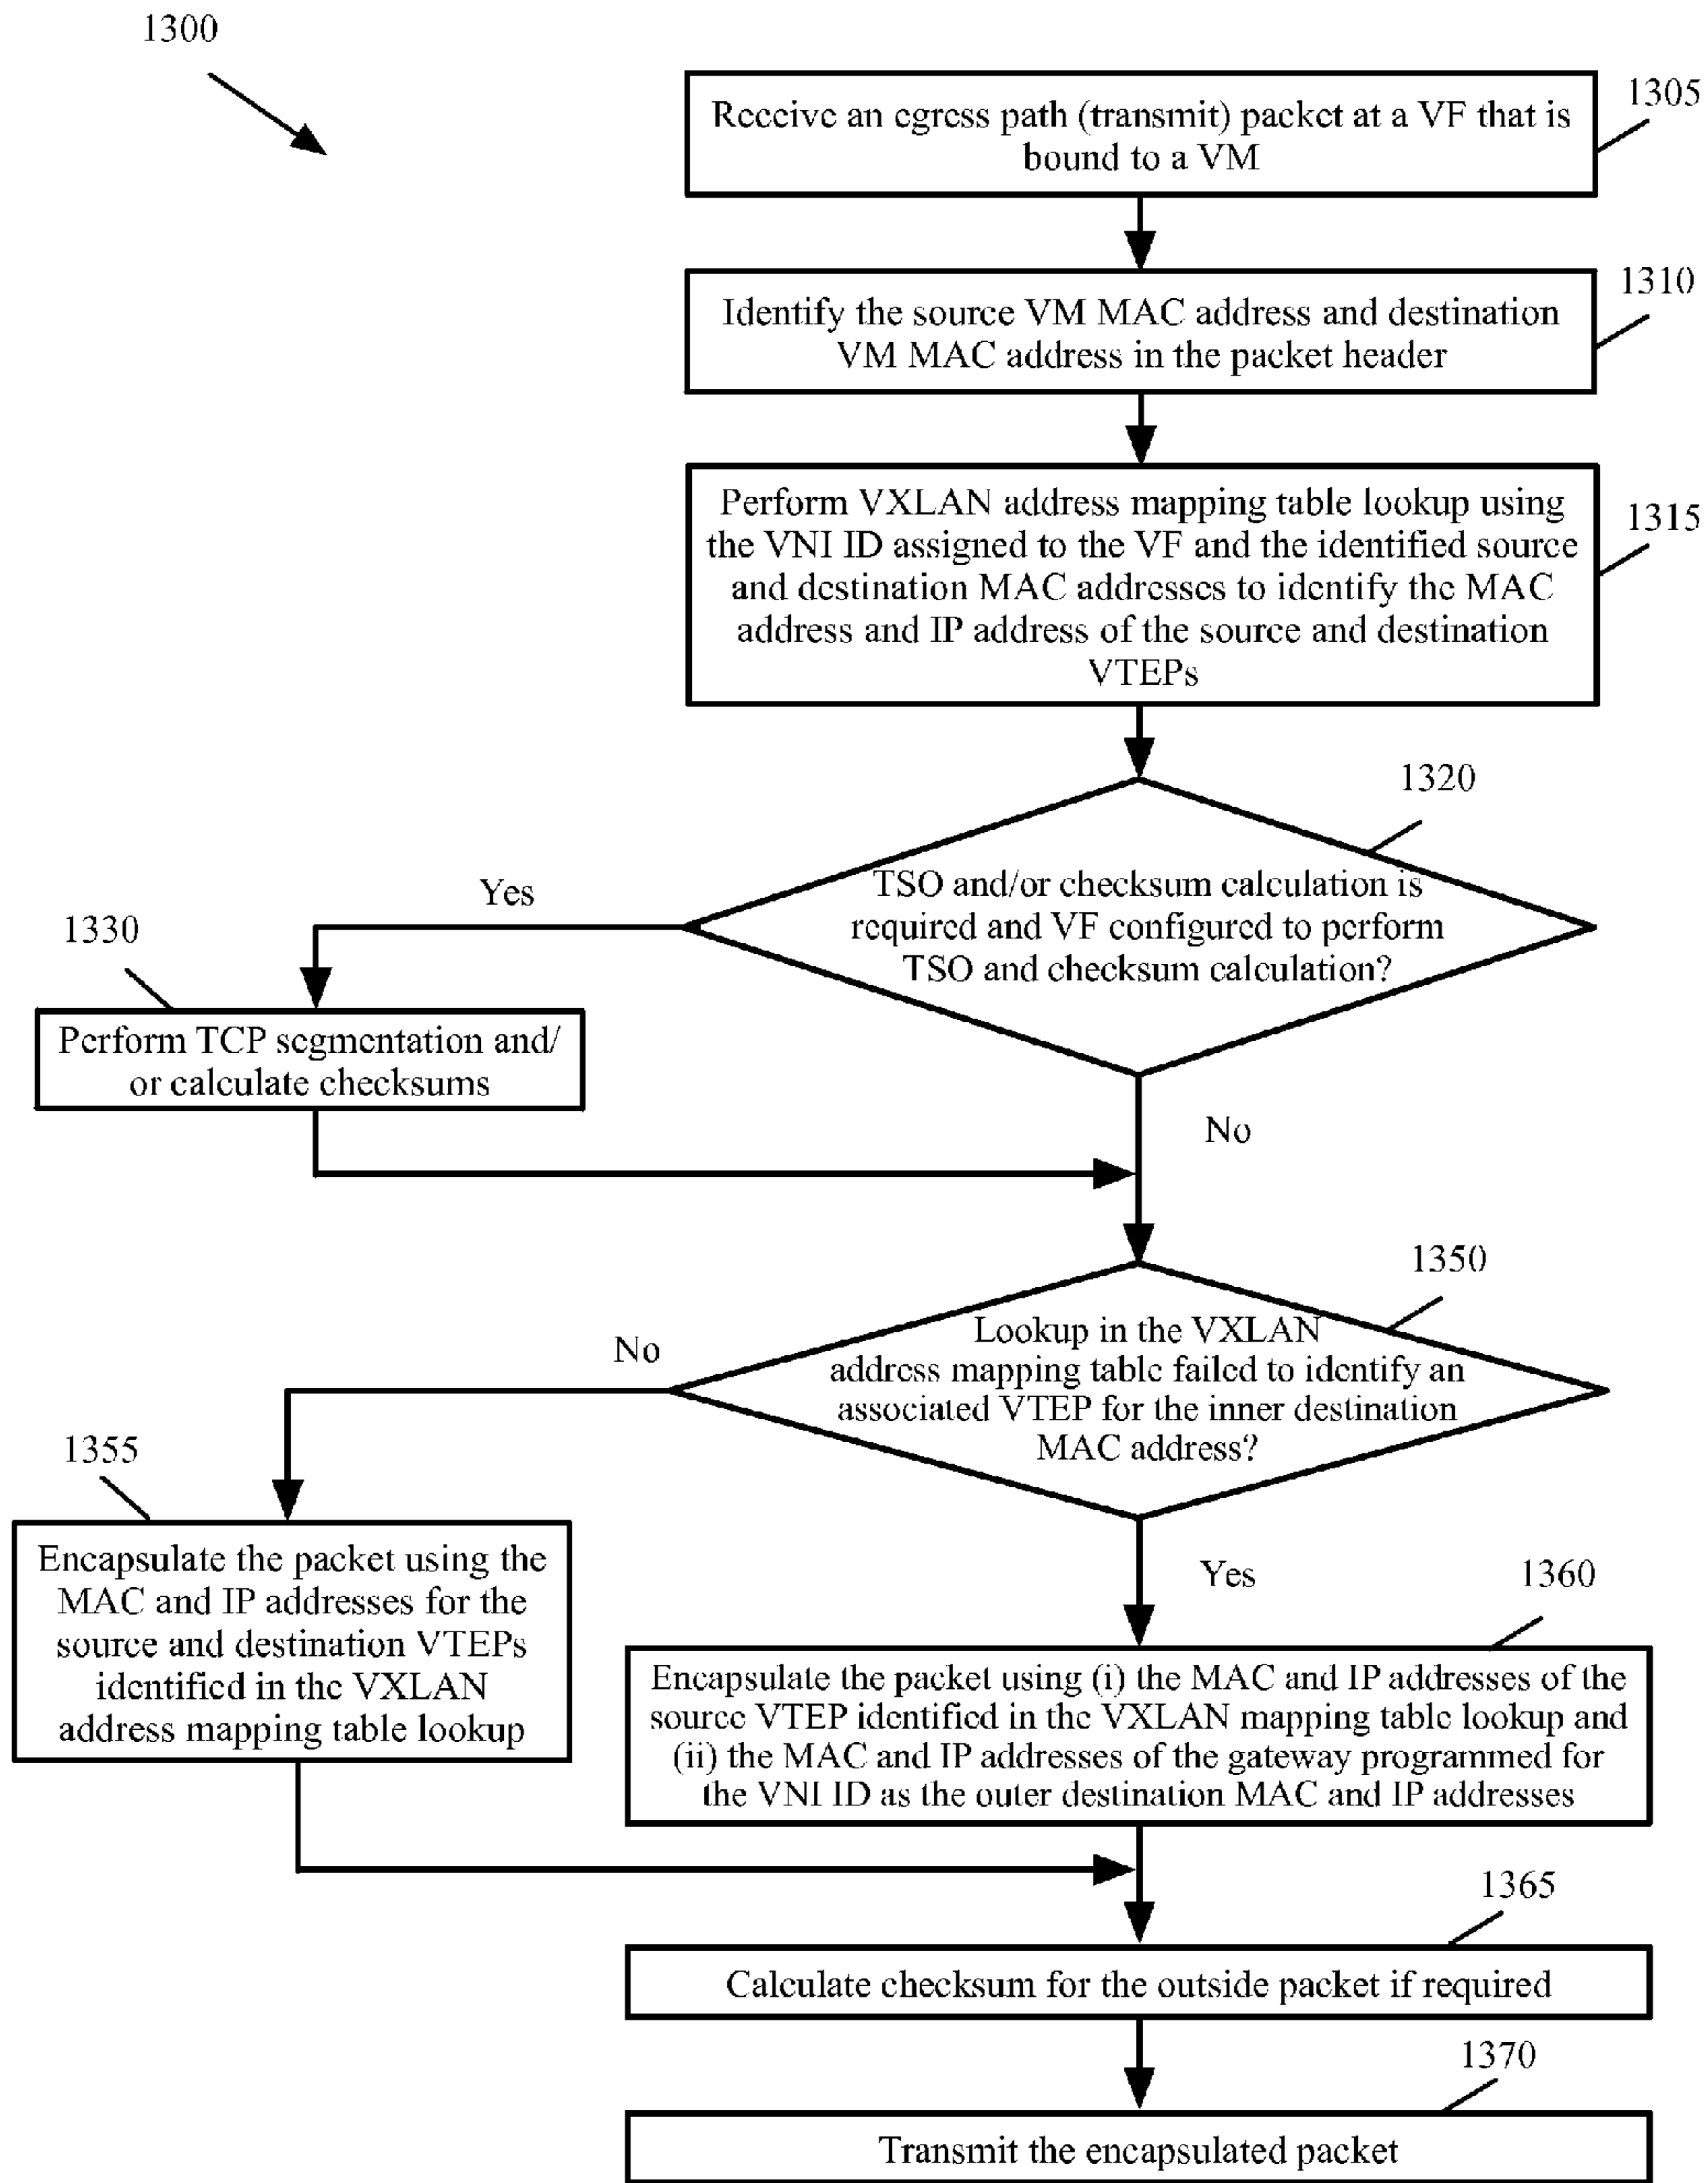 1300
1305
Receive an egress path (transmit) packet at a VF that is
bound to a VM
1310
Identify the source VM MAC address and destination
VM MAC address in the packet header
1315
Perform VXLAN address mapping table lookup using
the VNI ID assigned to the VF and the identified source
and destination MAC addresses to identify the MAC
address and IP address of the source and destination
VTEPs
1320
TSO and/or checksum calculation is
required and VF configured to perform
TSO and checksum calculation?
Yes
1330
Perform TCP segmentation and/
or calculate checksums
No
1350
Lookup in the VXLAN
address mapping table failed to identify an
associated VTEP for the inner destination
MAC address?
No
1355
Encapsulate the packet using the
MAC and IP addresses for the
source and destination VTEPs
identified in the VXLAN
address mapping table lookup
Yes
1360
Encapsulate the packet using (i) the MAC and IP addresses of the
source VTEP identified in the VXLAN mapping table lookup and
(ii) the MAC and IP addresses of the gateway programmed for
the VNI ID as the outer destination MAC and IP addresses
1365
Calculate checksum for the outside packet if required
1370
Transmit the encapsulated packet